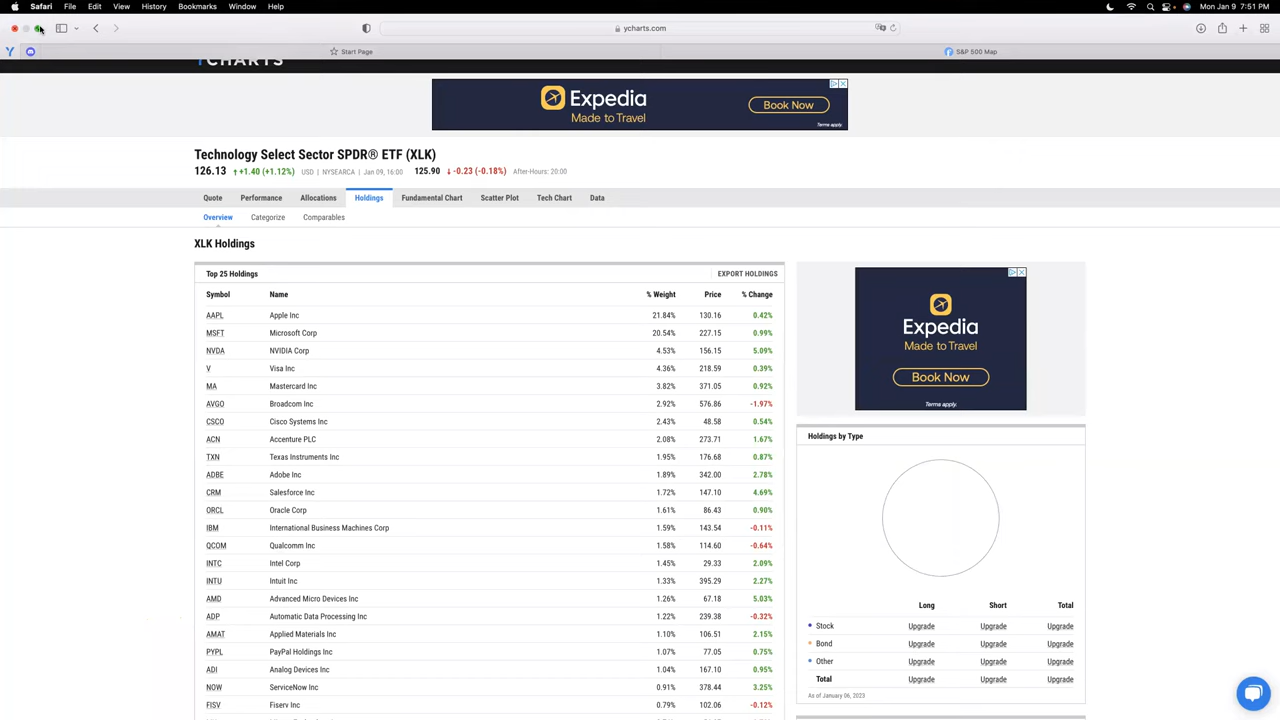 Safari File Edit View History Bookmarks Window Help Mon Jan 9 7:51 PM
ycharts.com
Start Page S&P 500 Map
YCHARTS
Expedia
Made to Travel
Book Now
Terms apply.
Technology Select Sector SPDR® ETF (XLK)
126.13 +1.40 (+1.12%) USD | NYSEARCA | Jan 09, 16:00 125.90 -0.23 (-0.18%) After-Hours: 20:00
Quote Performance Allocations Holdings Fundamental Chart Scatter Plot Tech Chart Data
Overview Categorize Comparables
XLK Holdings
Top 25 Holdings EXPORT HOLDINGS
Symbol Name % Weight Price % Change
AAPL Apple Inc 21.84% 130.16 0.42%
MSFT Microsoft Corp 20.54% 227.15 0.99%
NVDA NVIDIA Corp 4.53% 156.15 5.09%
V Visa Inc 4.36% 218.59 0.39%
MA Mastercard Inc 3.82% 371.05 0.92%
AVGO Broadcom Inc 2.92% 576.86 -1.97%
CSCO Cisco Systems Inc 2.43% 48.58 0.54%
ACN Accenture PLC 2.08% 273.71 1.67%
TXN Texas Instruments Inc 1.95% 176.68 0.87%
ADBE Adobe Inc 1.89% 342.00 2.78%
CRM Salesforce Inc 1.72% 147.10 4.69%
ORCL Oracle Corp 1.61% 86.43 0.90%
IBM International Business Machines Corp 1.59% 143.54 -0.11%
QCOM Qualcomm Inc 1.58% 114.60 -0.64%
INTC Intel Corp 1.45% 29.33 2.09%
INTU Intuit Inc 1.33% 395.29 2.27%
AMD Advanced Micro Devices Inc 1.26% 67.18 5.03%
ADP Automatic Data Processing Inc 1.22% 239.38 -0.32%
AMAT Applied Materials Inc 1.10% 106.51 2.15%
PYPL PayPal Holdings Inc 1.07% 77.05 0.75%
ADI Analog Devices Inc 1.04% 167.10 0.95%
NOW ServiceNow Inc 0.91% 378.44 3.25%
FISV Fiserv Inc 0.79% 102.06 -0.12%
Expedia
Made to Travel
Book Now
Terms apply.
Holdings by Type
Long Short Total
Stock Upgrade Upgrade Upgrade
Bond Upgrade Upgrade Upgrade
Other Upgrade Upgrade Upgrade
Total Upgrade Upgrade Upgrade
As of January 06, 2023